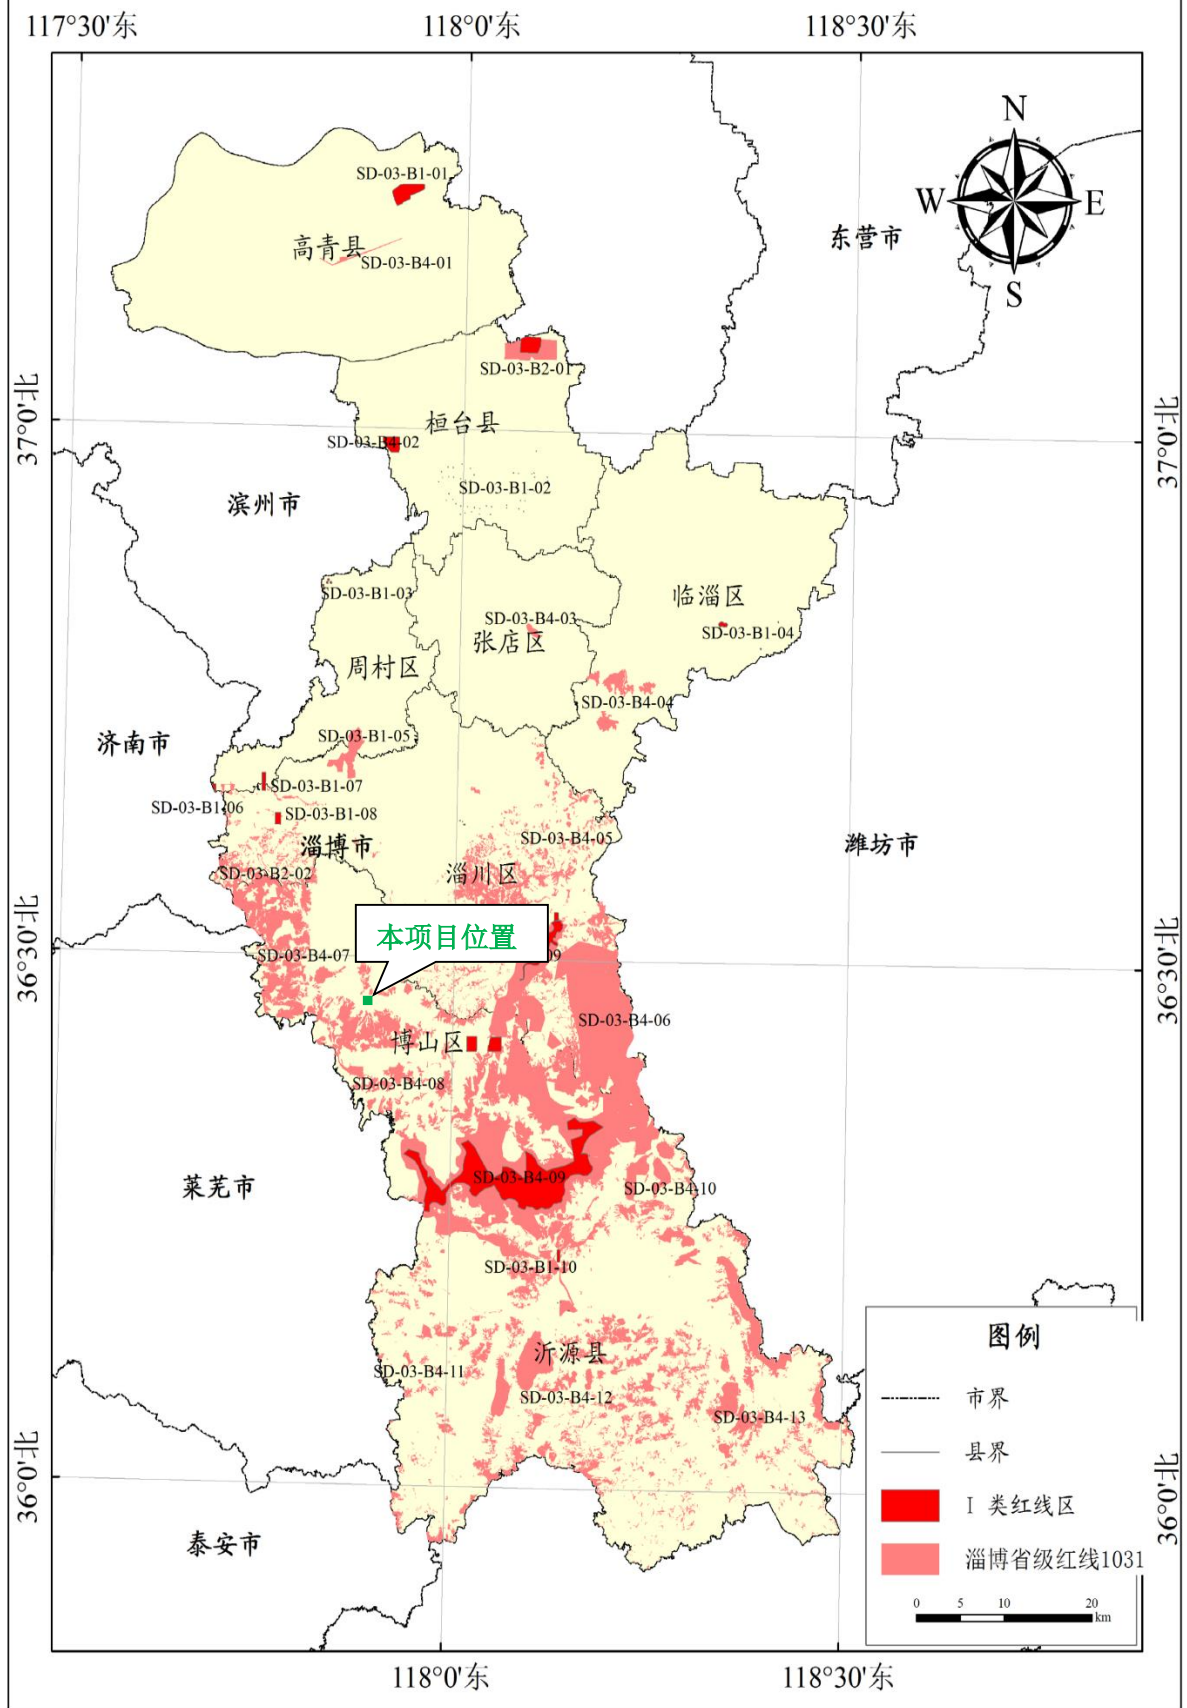 117°30'东
118°0'东
118°30'东
N
W
E
S
SD-03-B1-01
高青县
SD-03-B4-01
东营市
SD-03-B2-01
37°0'北
37°0'北
桓台县
SD-03-B4-02
SD-03-B1-02
滨州市
SD-03-B1-03
临淄区
SD-03-B4-03
SD-03-B1-04
张店区
周村区
SD-03-B4-04
济南市
SD-03-B1-05
SD-03-B1-07
SD-03-B1-06
SD-03-B1-08
淄博市
SD-03-B4-05
潍坊市
SD-03-B2-02
淄川区
36°30'北
36°30'北
本项目位置
SD-03-B4-07
09
SD-03-B4-06
博山区
SD-03-B4-08
SD-03-B4-09
莱芜市
SD-03-B4-10
SD-03-B1-10
沂源县
SD-03-B4-11
SD-03-B4-12
SD-03-B4-13
36°0'北
36°0'北
泰安市
图例
市界
县界
I 类红线区
淄博省级红线1031
0 5 10 20
km
118°0'东
118°30'东